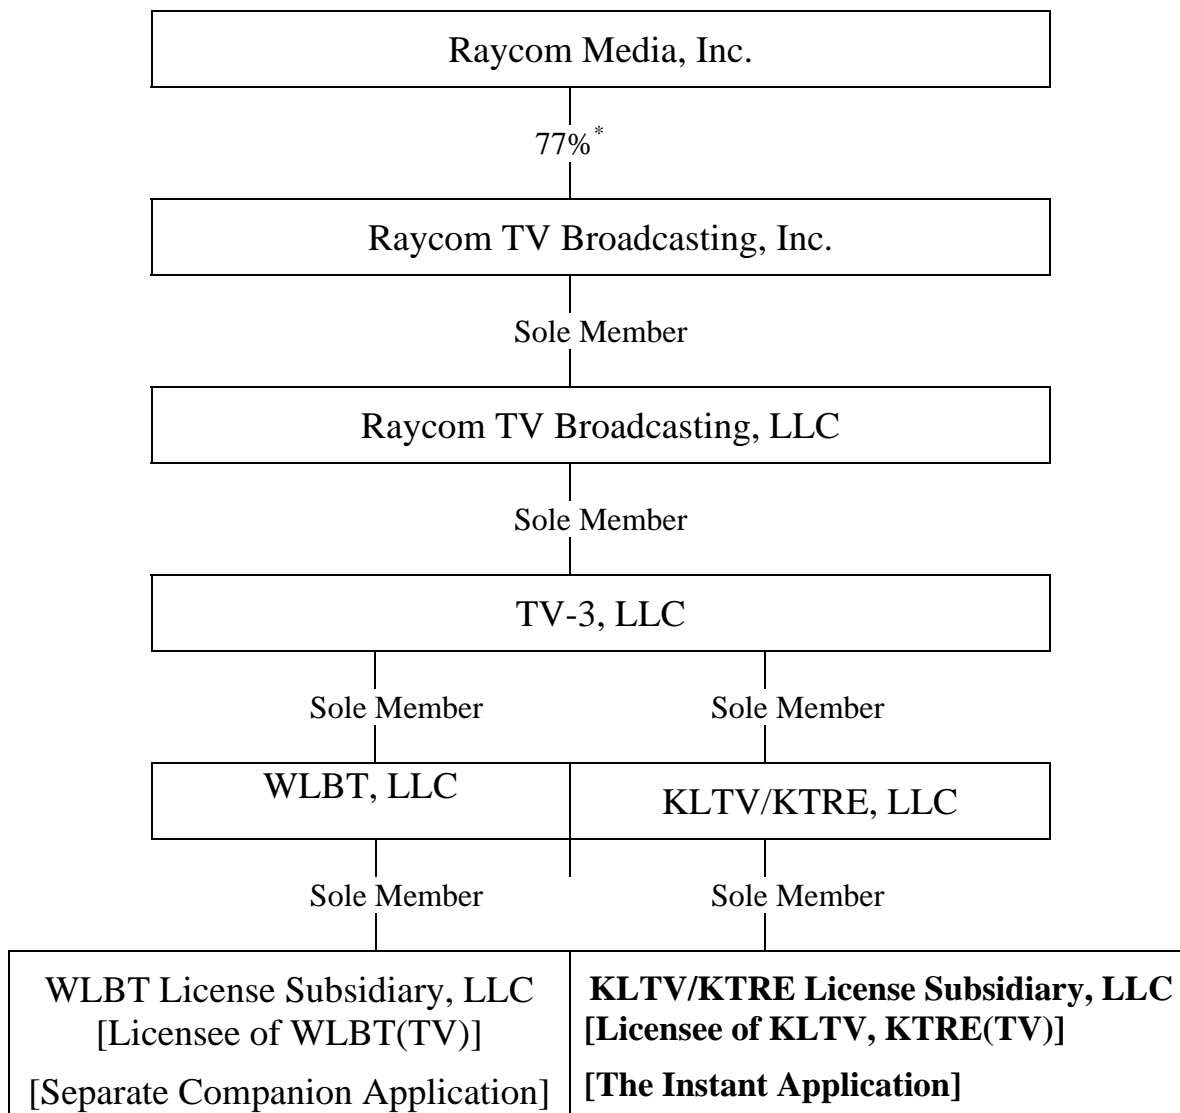 Raycom Media, Inc.
77%*
Raycom TV Broadcasting, Inc.
Sole Member
Raycom TV Broadcasting, LLC
Sole Member
TV-3, LLC
Sole Member
Sole Member
WLBT, LLC
KLTV/KTRE, LLC
Sole Member
Sole Member
WLBT License Subsidiary, LLC
[Licensee of WLBT(TV)]
[Separate Companion Application]
KLTV/KTRE License Subsidiary, LLC
[Licensee of KLTV, KTRE(TV)]
[The Instant Application]